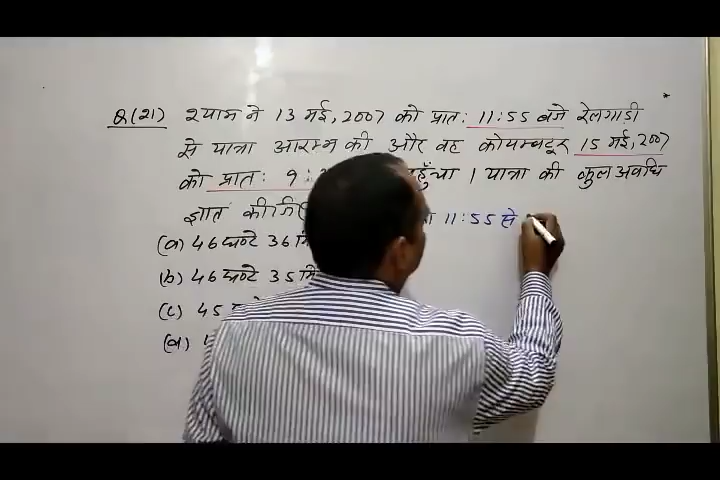 Q(21) श्याम ने 13 मई, 2007 को प्रातः 11:55 बजे रेलगाड़ी
से यात्रा आरम्भ की और वह कोयम्बटूर 15 मई, 2007
को प्रातः 9: पहुँचा । यात्रा की कुल अवधि
ज्ञात 11:55 से
(a) 46 घण्टे 36
(b) 46 घण्टे 35
(c) 45
(d)